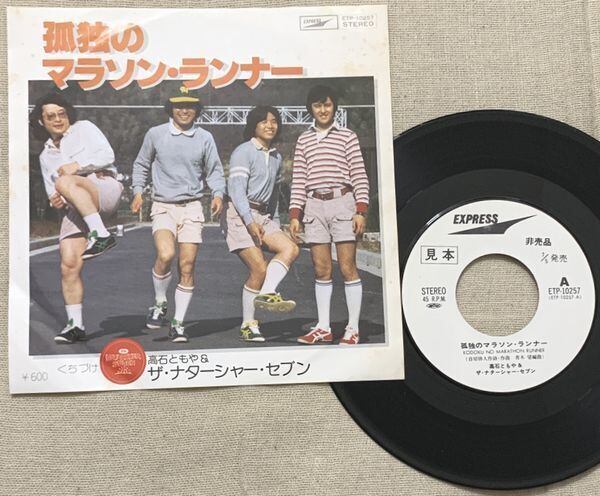 EXPRESS
ETP-10257
STEREO
孤独の
マラソン・ランナー
¥600
くちづけ
高石ともや&
ザ・ナターシャー・セブン
EXPRESS
見本
非売品
発売
STEREO
45 R.P.M.
A
ETP-10257
(ETP-10257-A)
孤独のマラソン・ランナー
KODOKU NO MARATHON RUNNER
高石ともや&
ザ・ナターシャー・セブン